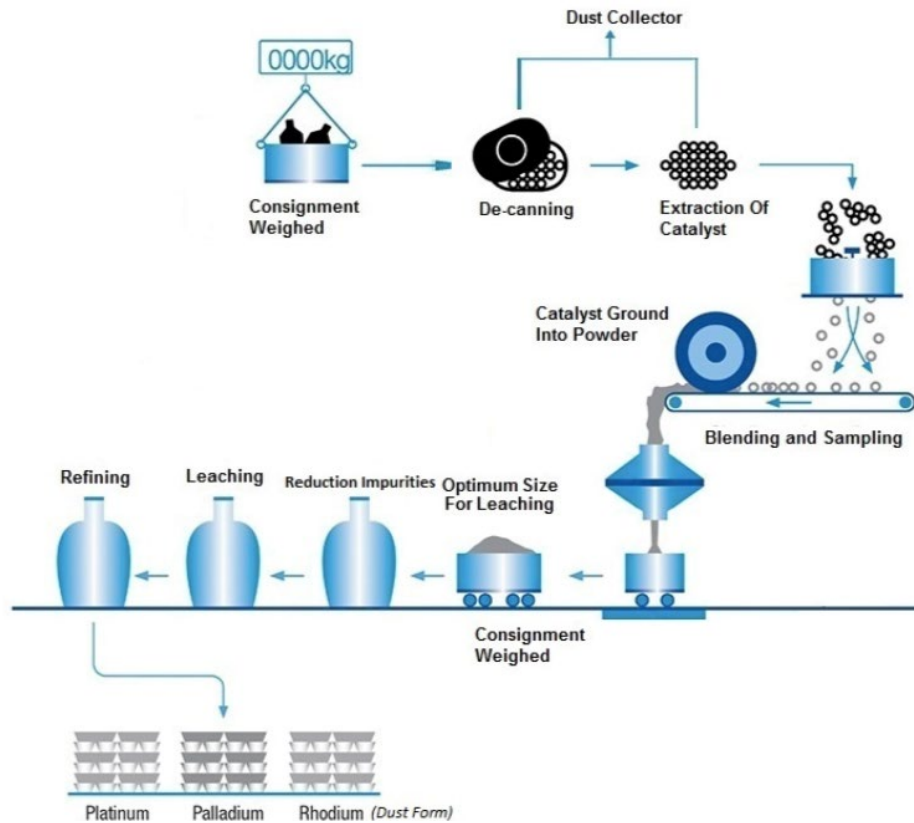 Dust Collector
0000kg
Consignment
Weighed
De-canning
Extraction Of
Catalyst
Catalyst Ground
Into Powder
Blending and Sampling
Refining
Leaching
Reduction Impurities
Optimum Size
For Leaching
Consignment
Weighed
Platinum
Palladium
Rhodium (Dust Form)